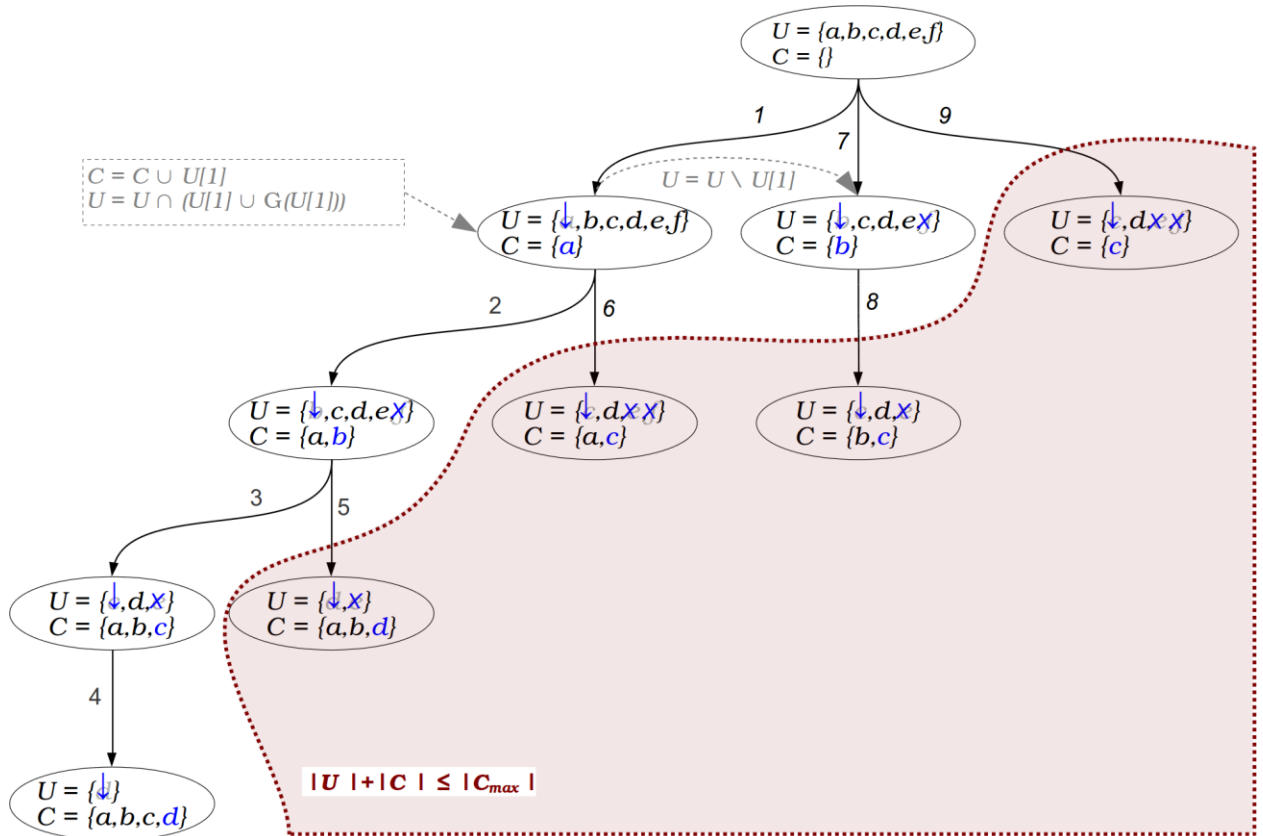 U = {a,b,c,d,e,f}
C = {}
1
7
9
C = C ∪ U[1]
U = U ∩ (U[1] ∪ G(U[1]))
U = U \ U[1]
U = {a,b,c,d,e,f}
C = {a}
U = {b,c,d,e,f}
C = {b}
U = {c,d,e,f}
C = {c}
2
6
8
U = {b,c,d,e,f}
C = {a,b}
U = {c,d,e,f}
C = {a,c}
U = {c,d,e}
C = {b,c}
3
5
U = {c,d,e}
C = {a,b,c}
U = {d,e}
C = {a,b,d}
4
U = {d}
C = {a,b,c,d}
|U |+|C | ≤ |Cmax |